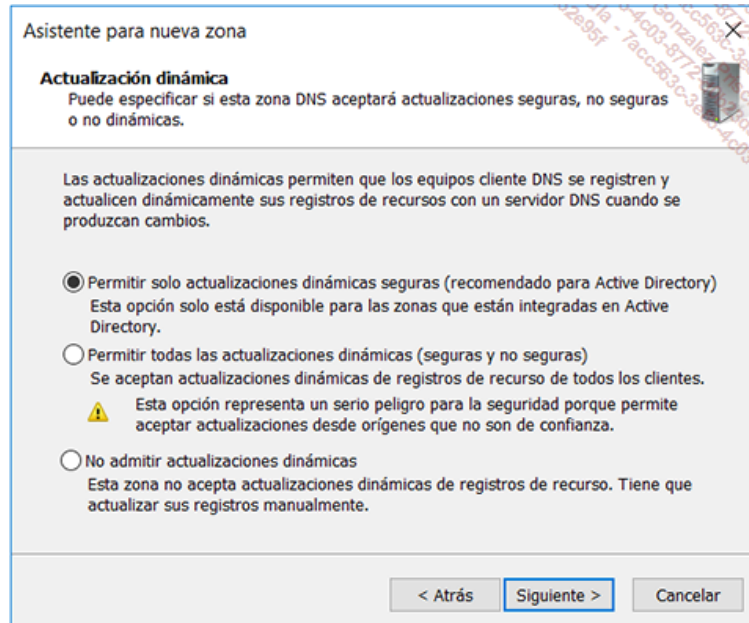 Asistente para nueva zona
Actualización dinámica
Puede especificar si esta zona DNS aceptará actualizaciones seguras, no seguras
o no dinámicas.
Las actualizaciones dinámicas permiten que los equipos cliente DNS se registren y
actualicen dinámicamente sus registros de recursos con un servidor DNS cuando se
produzcan cambios.
Permitir solo actualizaciones dinámicas seguras (recomendado para Active Directory)
Esta opción solo está disponible para las zonas que están integradas en Active
Directory.
Permitir todas las actualizaciones dinámicas (seguras y no seguras)
Se aceptan actualizaciones dinámicas de registros de recurso de todos los clientes.
Esta opción representa un serio peligro para la seguridad porque permite
aceptar actualizaciones desde orígenes que no son de confianza.
No admitir actualizaciones dinámicas
Esta zona no acepta actualizaciones dinámicas de registros de recurso. Tiene que
actualizar sus registros manualmente.
< Atrás
Siguiente >
Cancelar